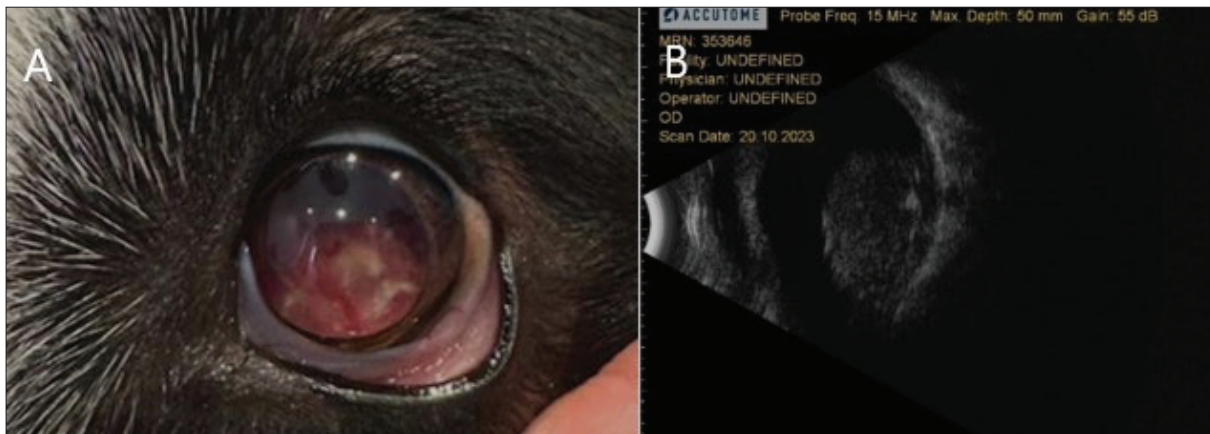 A
ACCUTOME Probe Freq. 15 MHz Max. Depth: 50 mm Gain: 55 dB
MRN: 353646
B
Facility: UNDEFINED
Physician: UNDEFINED
Operator: UNDEFINED
OD
Scan Date: 20.10.2023